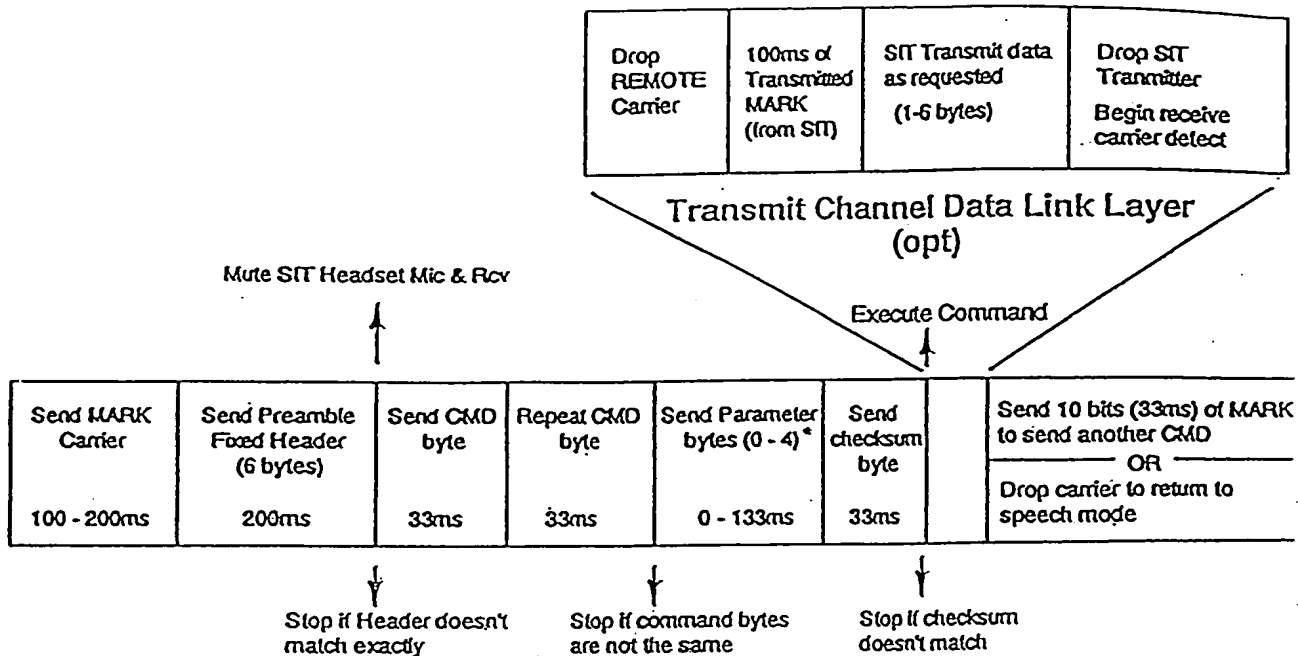 Drop
REMOTE
Carrier
100ms of
Transmitted
MARK
(from SIT)
SIT Transmit data
as requested
(1-6 bytes)
Drop SIT
Tranmitter
Begin receive
carrier detect
Transmit Channel Data Link Layer
(opt)
Mute SIT Headset Mic & Rcv
Execute Command
Send MARK
Carrier
100 - 200ms
Send Preamble
Fixed Header
(6 bytes)
200ms
Send CMD
byte
33ms
Repeat CMD
byte
33ms
Send Parameter
bytes (0 - 4)*
0 - 133ms
Send
checksum
byte
33ms
Send 10 bits (33ms) of MARK
to send another CMD
OR
Drop carrier to return to
speech mode
Stop if Header doesn't
match exactly
Stop if command bytes
are not the same
Stop if checksum
doesn't match